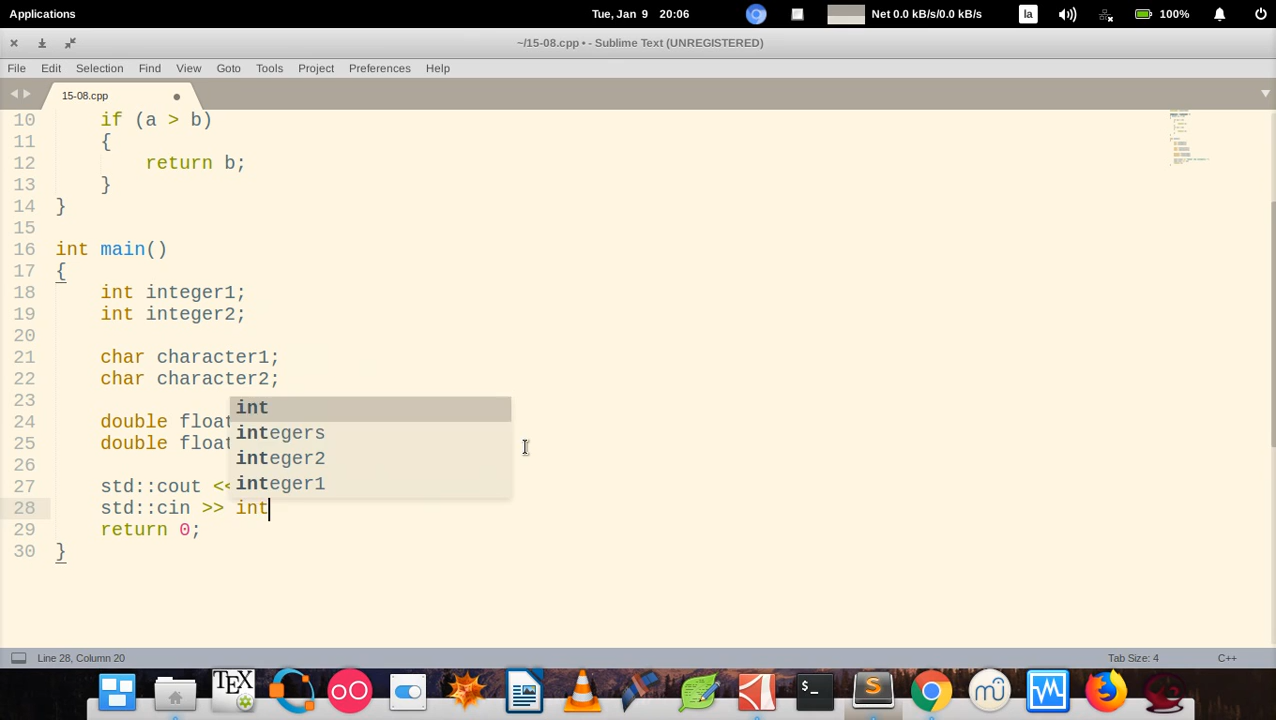 Applications
Tue, Jan 9 20:06
Net 0.0 kB/s/0.0 kB/s
la
100%
~/15-08.cpp • - Sublime Text (UNREGISTERED)
File Edit Selection Find View Goto Tools Project Preferences Help
15-08.cpp
10 if (a > b)
11 {
12 return b;
13 }
14 }
15
16 int main()
17 {
18 int integer1;
19 int integer2;
20
21 char character1;
22 char character2;
23
24 double float
25 double float
26
27 std::cout <<
28 std::cin >> int
29 return 0;
30 }
int
integers
integer2
integer1
Line 28, Column 20
Tab Size: 4
C++
TEX
>_
S
mü